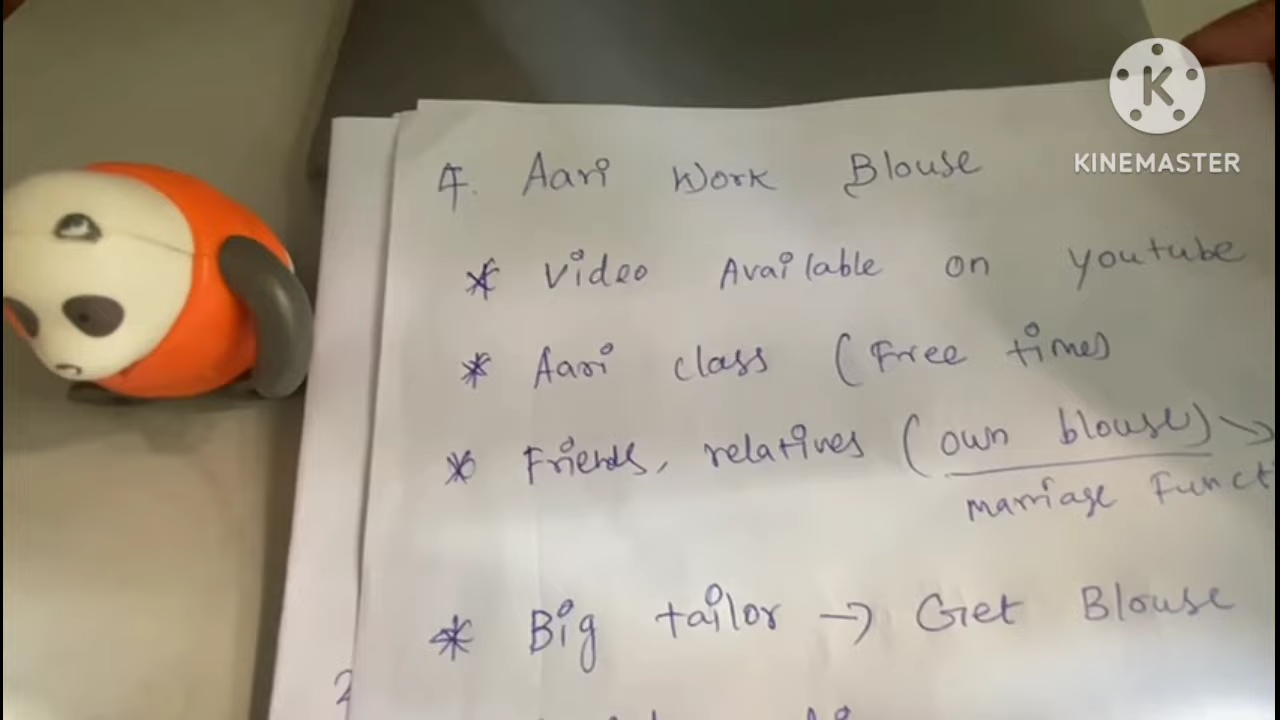 4. Aari Work Blouse
* Video Available on youtube
* Aari class (Free times)
* Friends, relatives (own blouse) →
marriage Funct
* Big tailor → Get Blouse
2
K
KINEMASTER